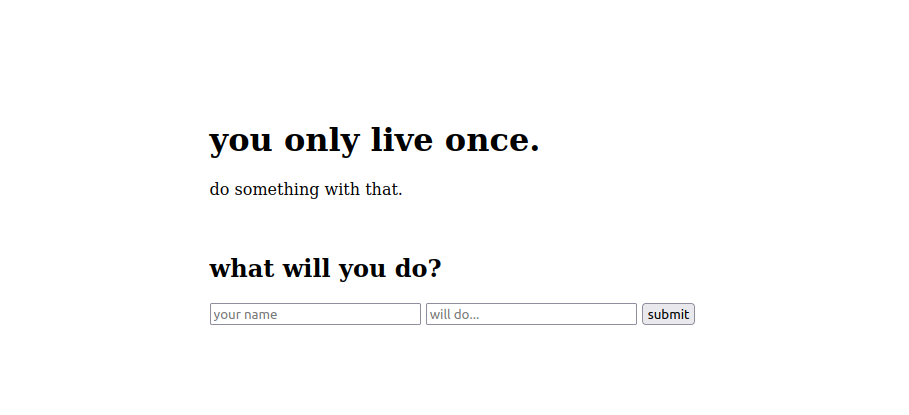 you only live once.
do something with that.
what will you do?
your name will do... submit